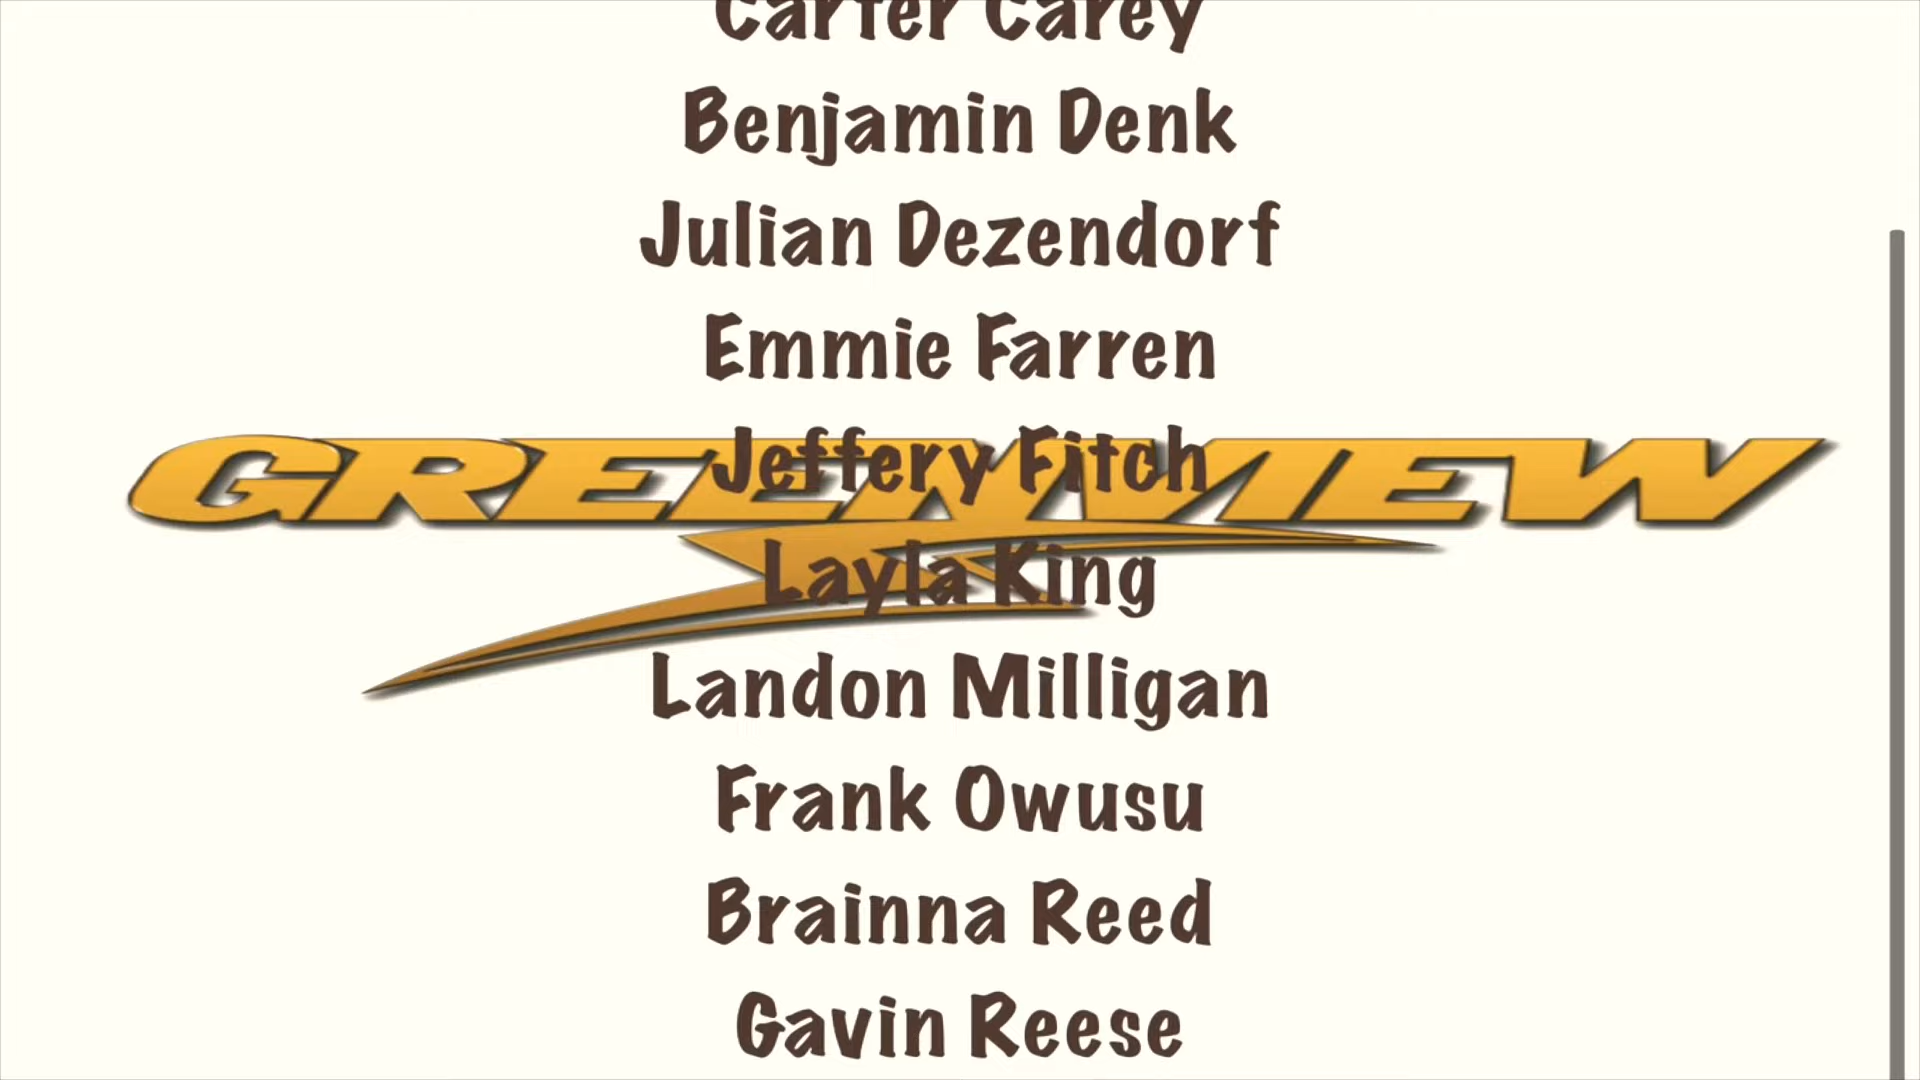 Carter Carey
Benjamin Denk
Julian Dezendorf
Emmie Farren
GREENVIEW
Jeffery Fitch
Layla King
Landon Milligan
Frank Owusu
Brainna Reed
Gavin Reese